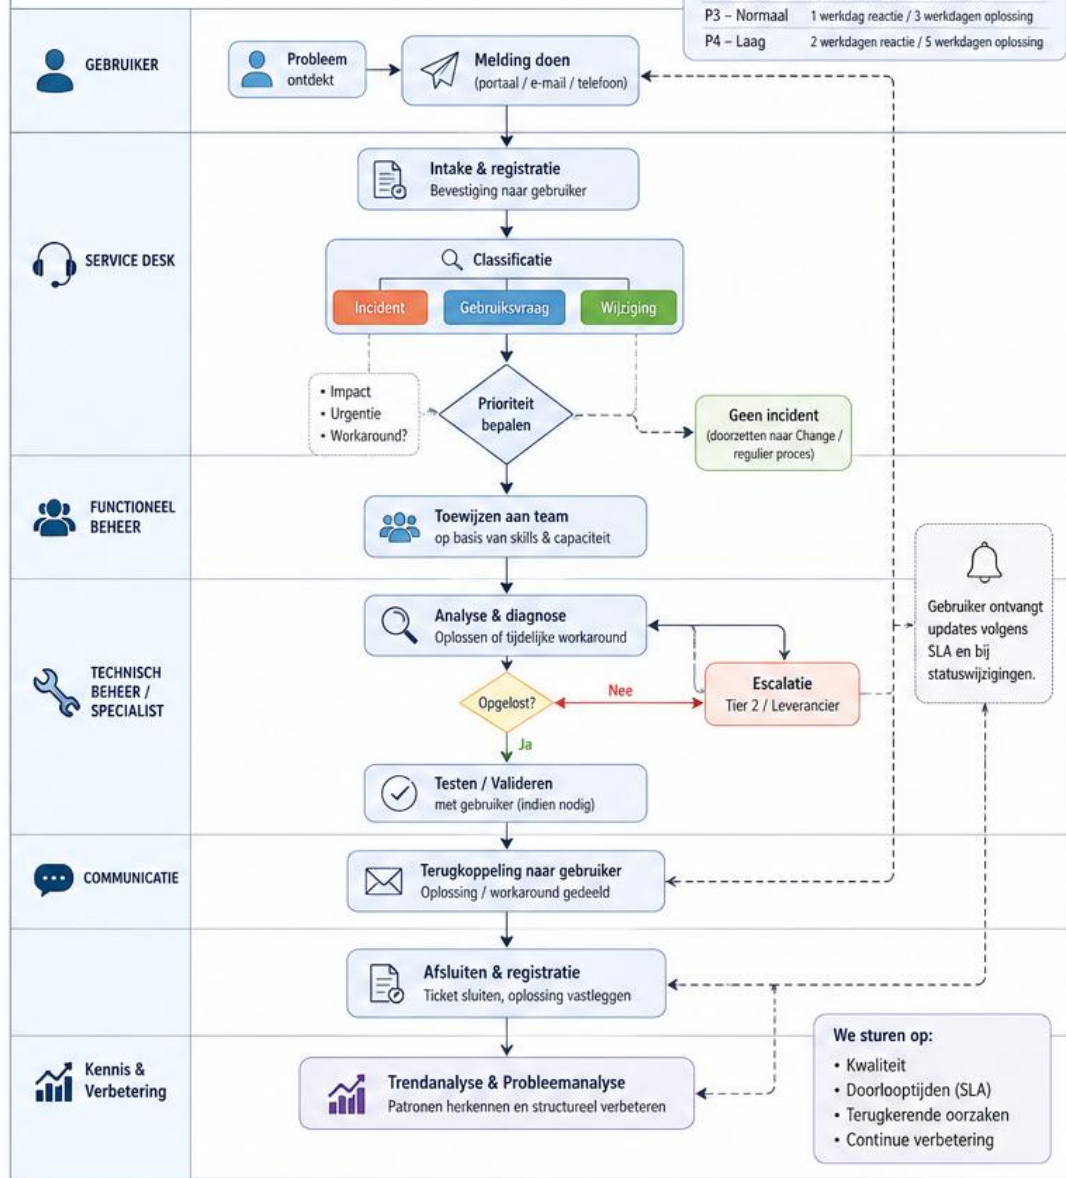 P3 – Normaal 1 werkdag reactie / 3 werkdagen oplossing
P4 – Laag 2 werkdagen reactie / 5 werkdagen oplossing
GEBRUIKER
Probleem
ontdekt
Melding doen
(portaal / e-mail / telefoon)
SERVICE DESK
Intake & registratie
Bevestiging naar gebruiker
Classificatie
Incident
Gebruiksvraag
Wijziging
• Impact
• Urgentie
• Workaround?
Prioriteit
bepalen
Geen incident
(doorzetten naar Change /
regulier proces)
FUNCTIONEEL
BEHEER
Toewijzen aan team
op basis van skills & capaciteit
TECHNISCH
BEHEER /
SPECIALIST
Analyse & diagnose
Oplossen of tijdelijke workaround
Opgelost?
Nee
Escalatie
Tier 2 / Leverancier
Gebruiker ontvangt
updates volgens
SLA en bij
statuswijzigingen.
Ja
Testen / Valideren
met gebruiker (indien nodig)
COMMUNICATIE
Terugkoppeling naar gebruiker
Oplossing / workaround gedeeld
Afsluiten & registratie
Ticket sluiten, oplossing vastleggen
Kennis &
Verbetering
Trendanalyse & Probleemanalyse
Patronen herkennen en structureel verbeteren
We sturen op:
• Kwaliteit
• Doorlooptijden (SLA)
• Terugkerende oorzaken
• Continue verbetering